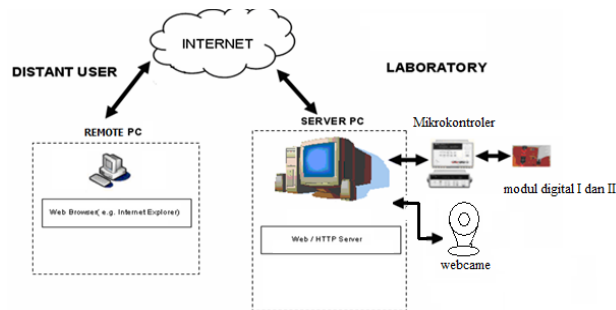 INTERNET
DISTANT USER
LABORATORY
REMOTE PC
SERVER PC
Mikrokontroler
modul digital I dan II
Web Browser( e.g. Internet Explorer)
Web / HTTP Server
webcame